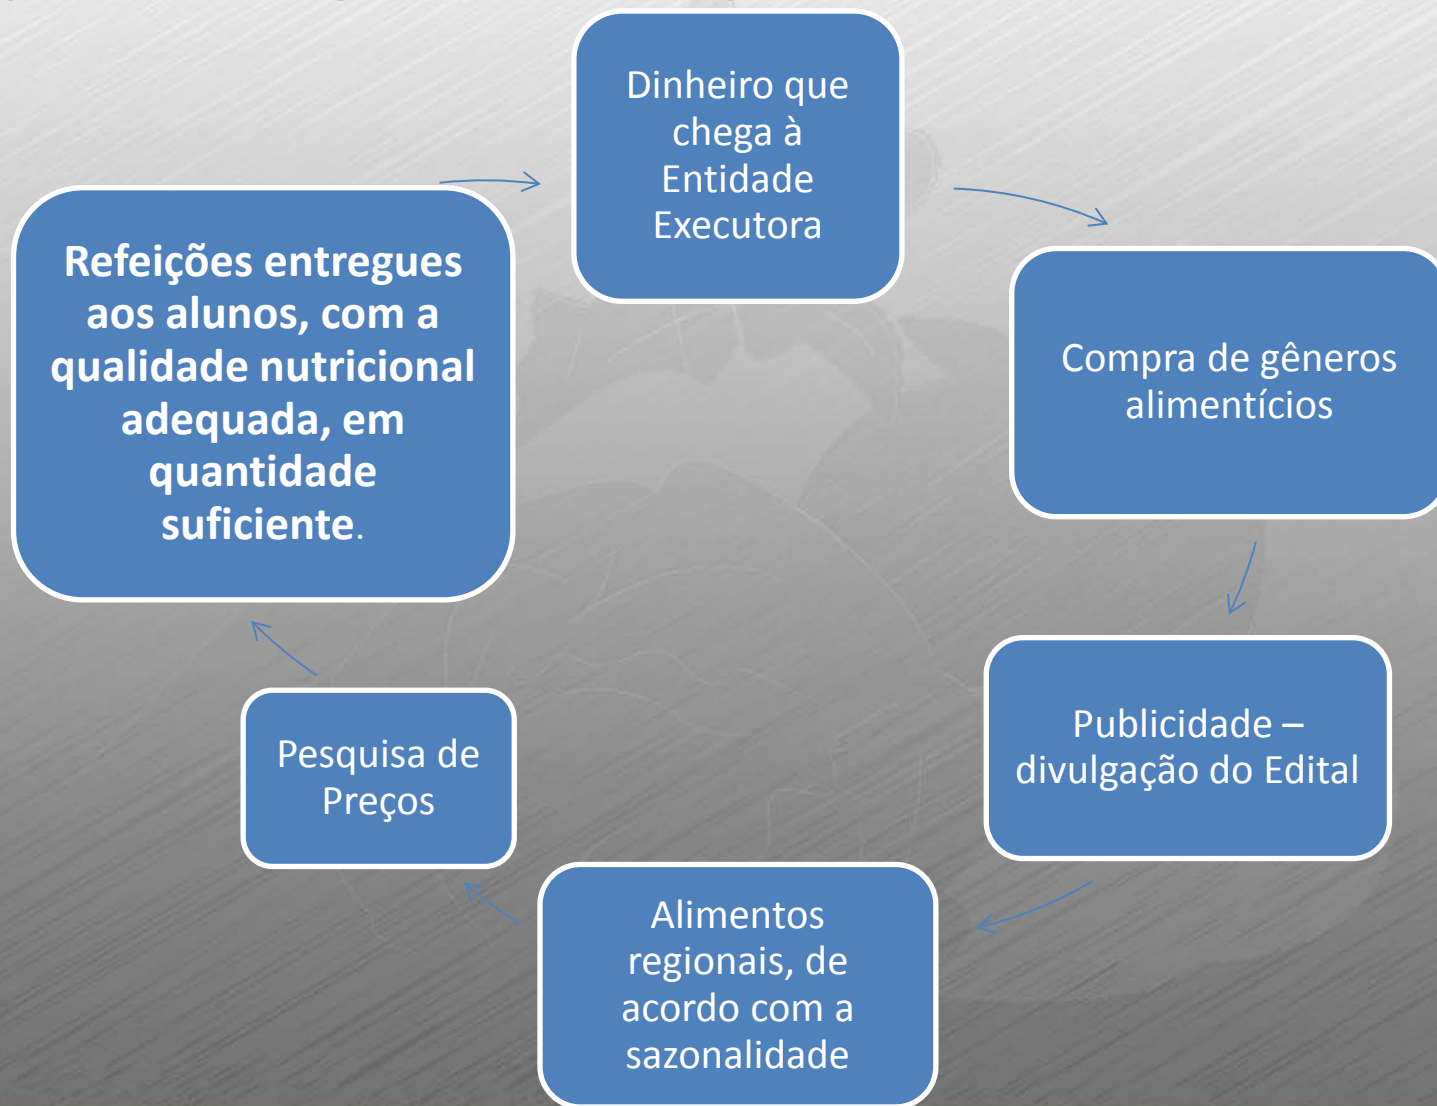 Dinheiro que
chega à
Entidade
Executora
Compra de gêneros
alimentícios
Publicidade –
divulgação do Edital
Alimentos
regionais, de
acordo com a
sazonalidade
Pesquisa de
Preços
Refeições entregues
aos alunos, com a
qualidade nutricional
adequada, em
quantidade
suficiente.